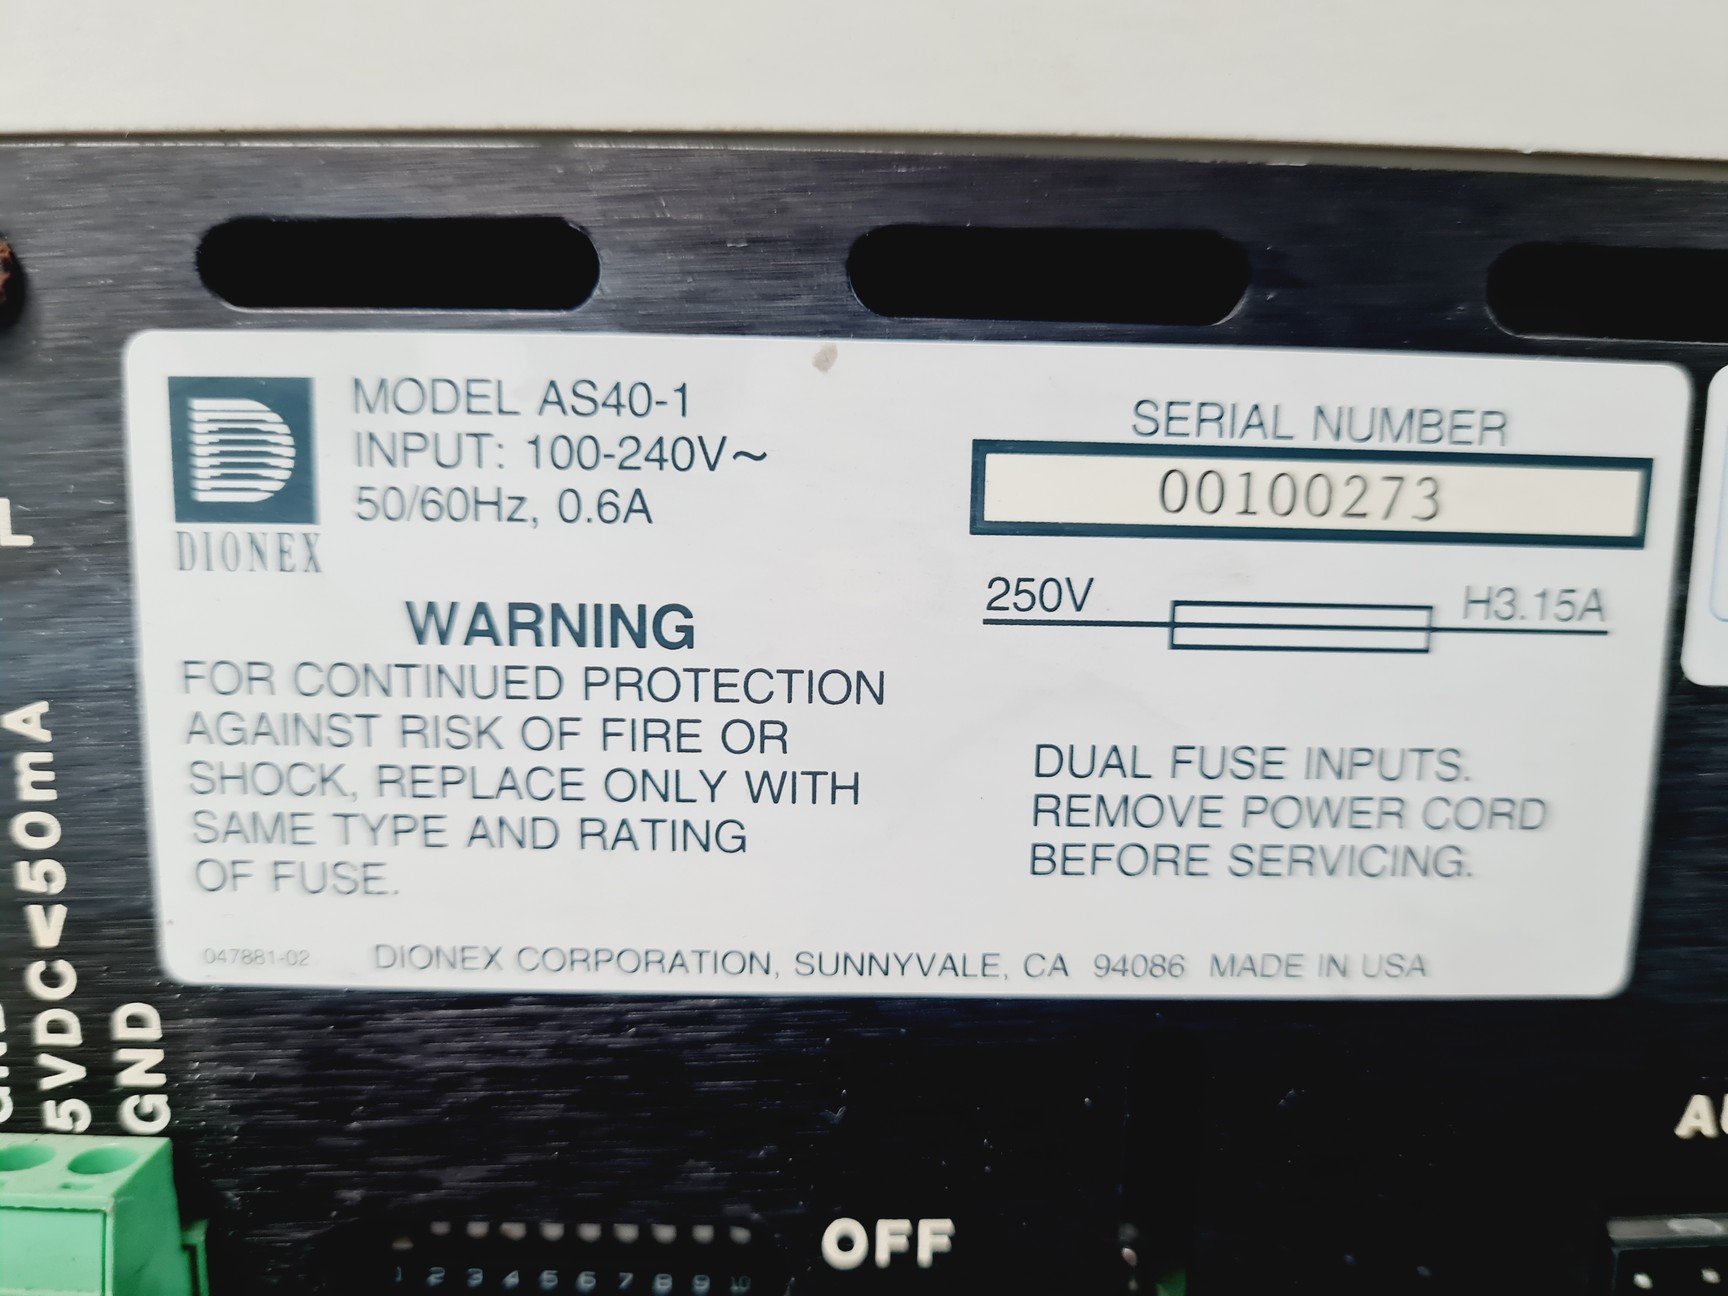 MODEL AS40-1
INPUT: 100-240V~
50/60Hz, 0.6A
DIONEX
SERIAL NUMBER
00100273
250V
H3.15A
WARNING
FOR CONTINUED PROTECTION
AGAINST RISK OF FIRE OR
SHOCK, REPLACE ONLY WITH
SAME TYPE AND RATING
OF FUSE.
DUAL FUSE INPUTS.
REMOVE POWER CORD
BEFORE SERVICING.
047881-02
DIONEX CORPORATION, SUNNYVALE, CA 94086 MADE IN USA
5VDC<50mA
GND
OFF
1 2 3 4 5 6 7 8 9 10